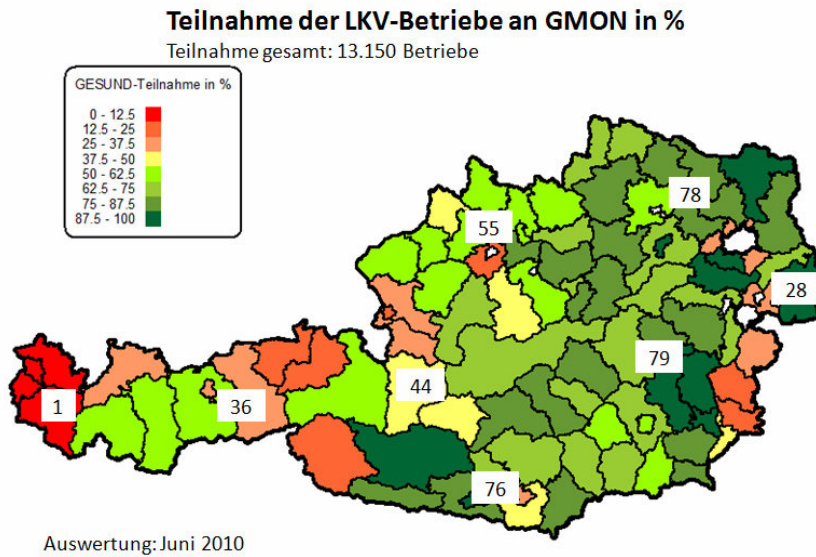 Teilnahme der LKV-Betriebe an GMON in %
Teilnahme gesamt: 13.150 Betriebe
GESUND-Teilnahme in %
0 - 12.5
12.5 - 25
25 - 37.5
37.5 - 50
50 - 62.5
62.5 - 75
75 - 87.5
87.5 - 100
78
55
28
79
44
1
36
76
Auswertung: Juni 2010